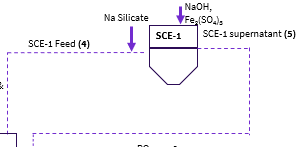 NaOH,
Na Silicate
Fe2(SO4)3
SCE-1
SCE-1 supernatant (5)
SCE-1 Feed (4)